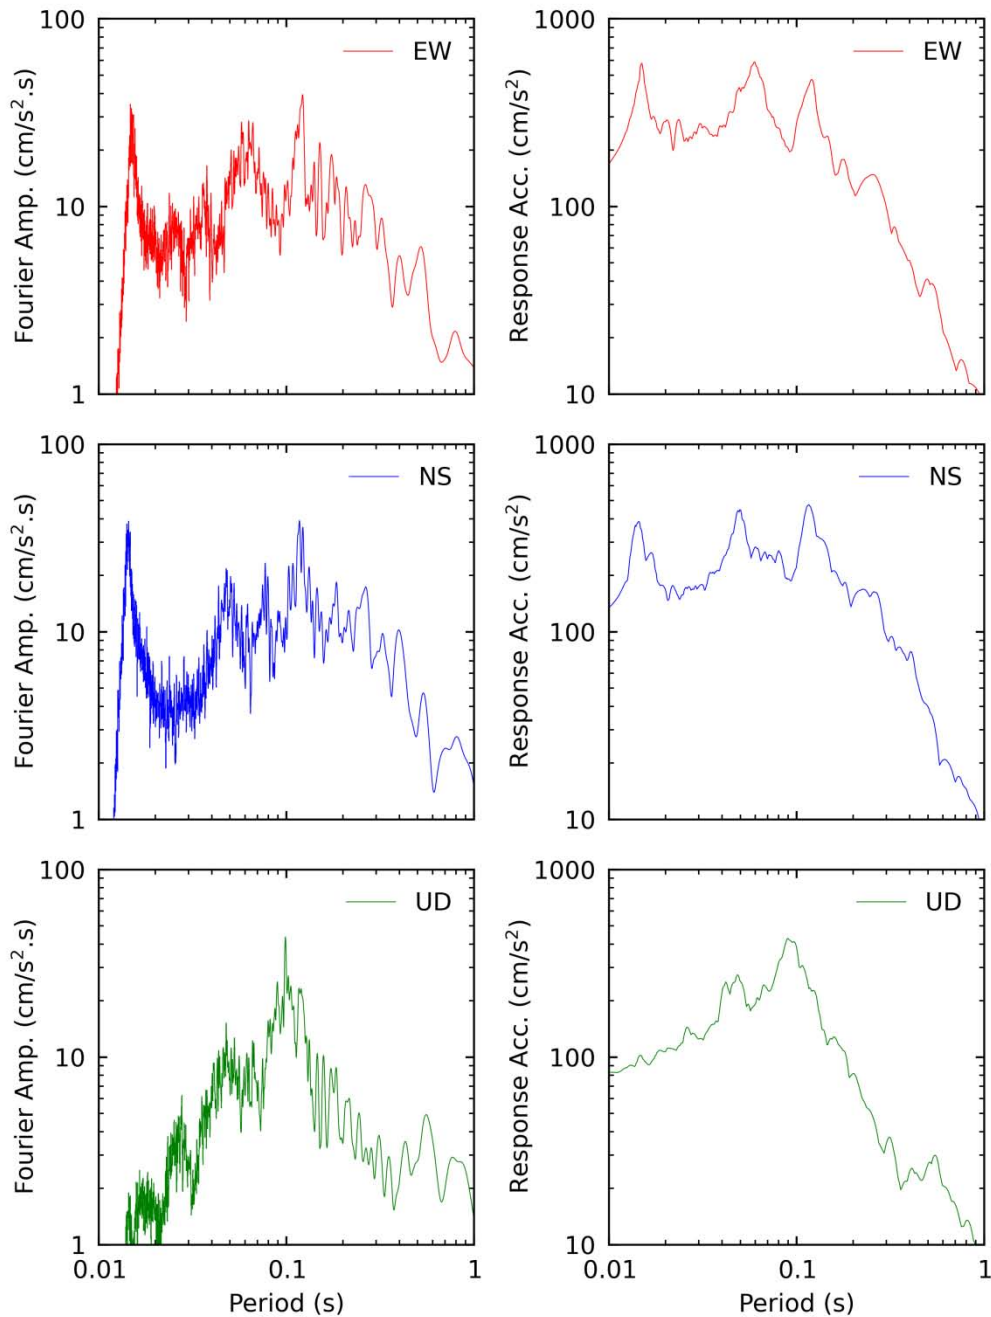 100
10
1
Fourier Amp. (cm/s².s)
EW
1000
100
10
Response Acc. (cm/s²)
EW
100
10
1
Fourier Amp. (cm/s².s)
NS
1000
100
10
Response Acc. (cm/s²)
NS
100
10
1
Fourier Amp. (cm/s².s)
UD
0.01 0.1 1
Period (s)
1000
100
10
Response Acc. (cm/s²)
UD
0.01 0.1 1
Period (s)